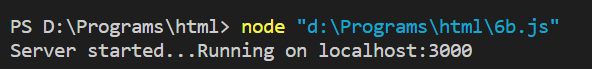 PS D:\Programs\html> node "d:\Programs\html\6b.js"
Server started...Running on localhost:3000